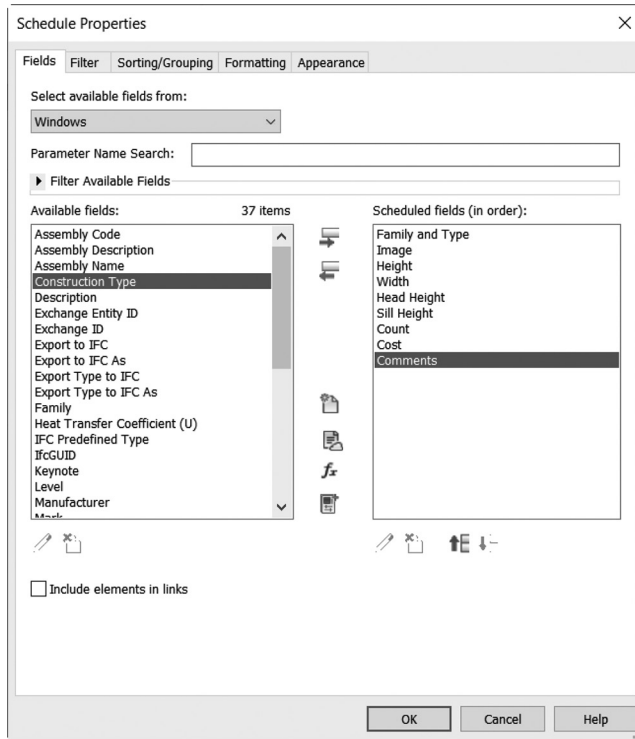 Schedule Properties
Fields Filter Sorting/Grouping Formatting Appearance
Select available fields from:
Windows
Parameter Name Search:
Filter Available Fields
Available fields: 37 items
Assembly Code
Assembly Description
Assembly Name
Construction Type
Description
Exchange Entity ID
Exchange ID
Export to IFC
Export to IFC As
Export Type to IFC
Export Type to IFC As
Family
Heat Transfer Coefficient (U)
IFC Predefined Type
IfcGUID
Keynote
Level
Manufacturer
Mark
Scheduled fields (in order):
Family and Type
Image
Height
Width
Head Height
Sill Height
Count
Cost
Comments
fx
Include elements in links
OK Cancel Help